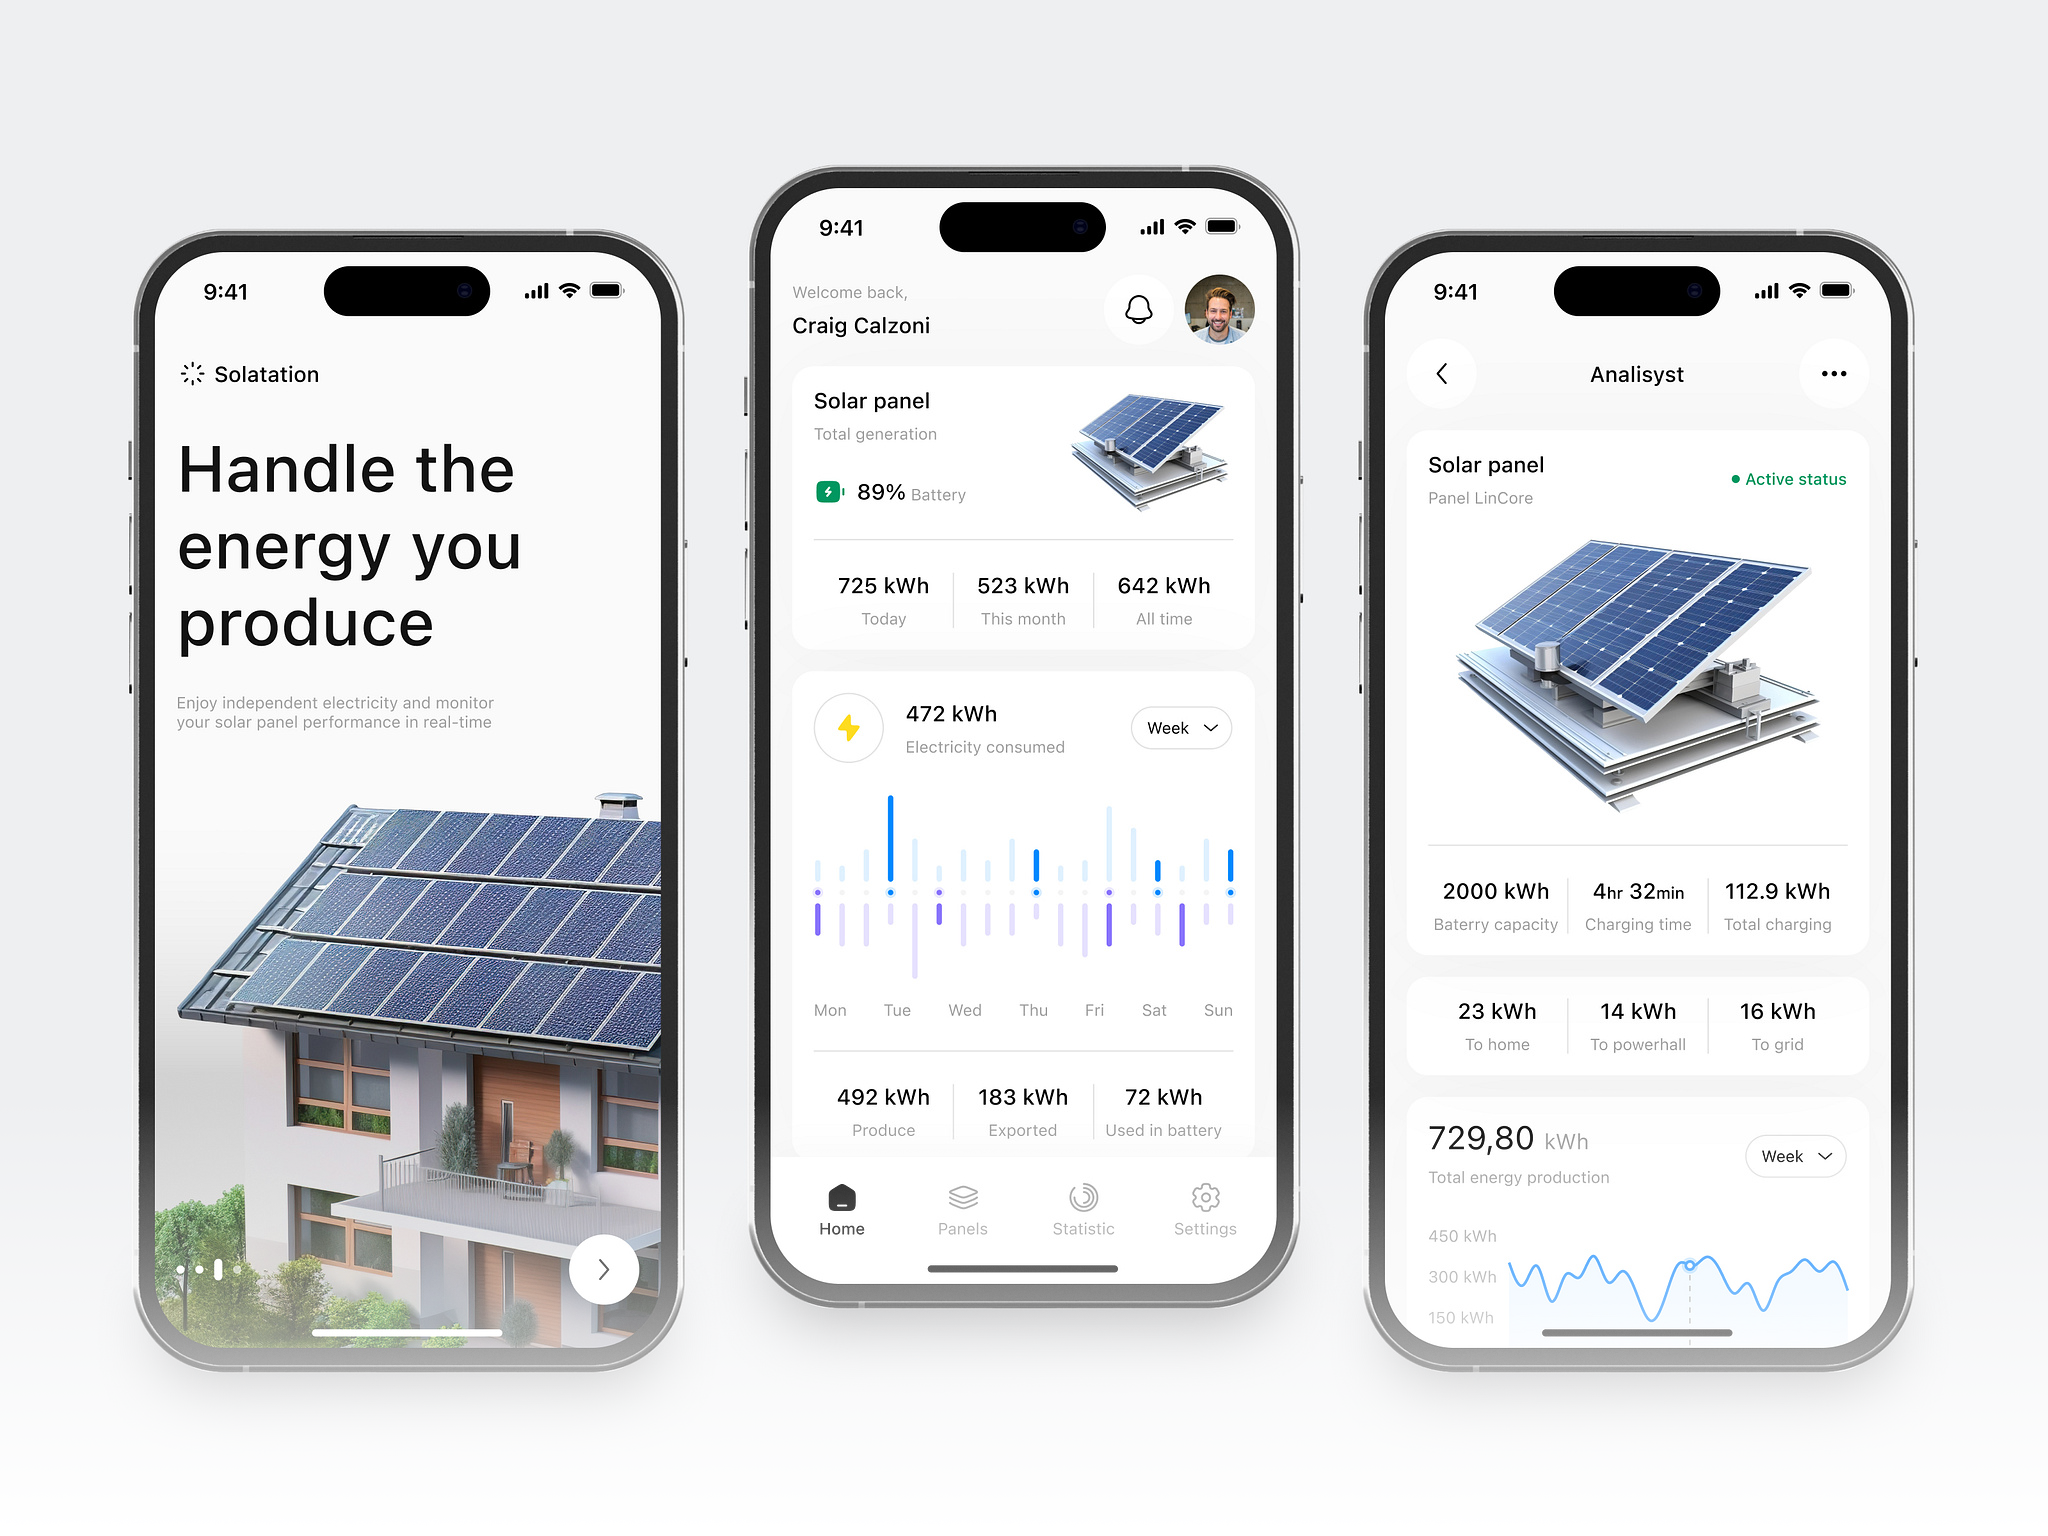 9:41
Solatation
Handle the
energy you
produce
Enjoy independent electricity and monitor
your solar panel performance in real-time
9:41
Welcome back,
Craig Calzoni
Solar panel
Total generation
89% Battery
725 kWh 523 kWh 642 kWh
Today This month All time
472 kWh
Electricity consumed
Week
Mon Tue Wed Thu Fri Sat Sun
492 kWh 183 kWh 72 kWh
Produce Exported Used in battery
Home Panels Statistic Settings
9:41
Analisyst
Solar panel
Panel LinCore
Active status
2000 kWh 4hr 32min 112.9 kWh
Baterry capacity Charging time Total charging
23 kWh 14 kWh 16 kWh
To home To powerhall To grid
729,80 kWh
Total energy production
Week
450 kWh
300 kWh
150 kWh